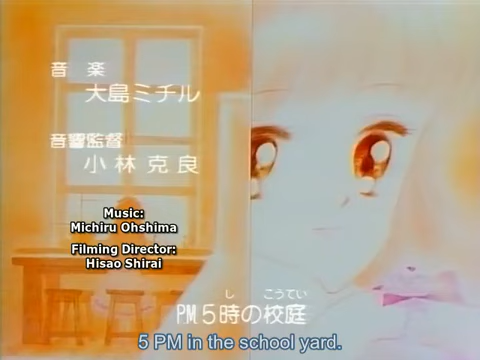 音 楽
大島ミチル
音響監督
小林克良
Music:
Michiru Ohshima
Filming Director:
Hisao Shirai
し こうてい
PM5時の校庭
5 PM in the school yard.